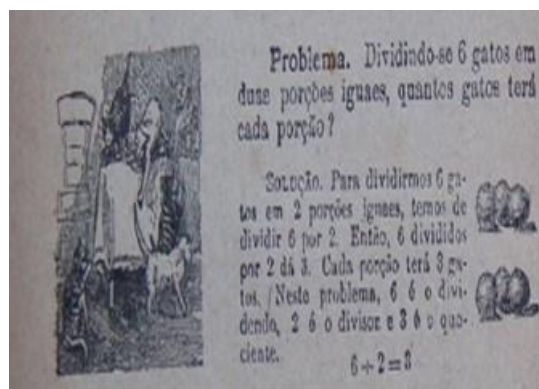 Problema. Dividindo-se 6 gatos em
duas porções iguaes, quantos gatos terá
cada porção?
Solução. Para dividirmos 6 ga-
tos em 2 porções iguaes, temos de
dividir 6 por 2. Então, 6 divididos
por 2 dá 3. Cada porção terá 3 ga-
tos. (Neste problema, 6 é o divi-
dendo, 2 é o divisor e 3 é o quo-
ciente.
6÷2=3